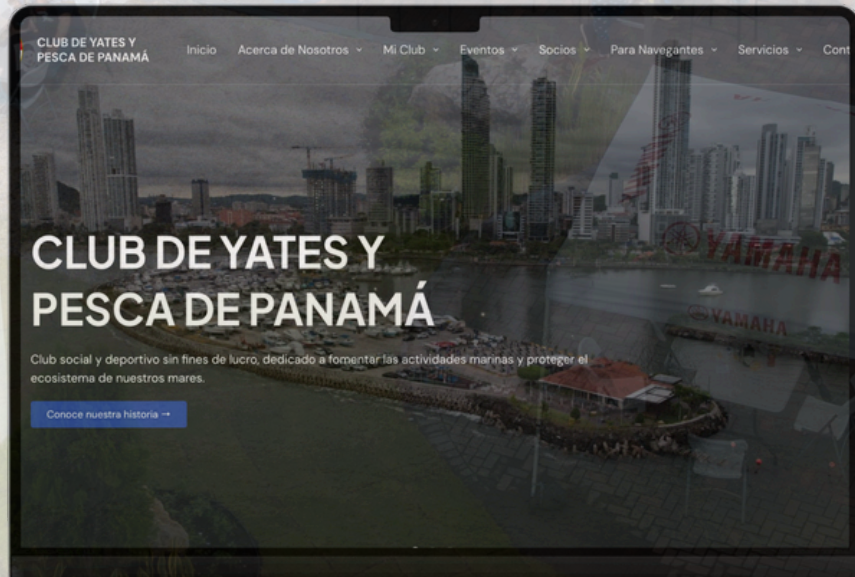 CLUB DE YATES Y
PESCA DE PANAMÁ
Inicio
Acerca de Nosotros
Mi Club
Eventos
Socios
Para Navegantes
Servicios
Cont
CLUB DE YATES Y
PESCA DE PANAMÁ
Club social y deportivo sin fines de lucro, dedicado a fomentar las actividades marinas y proteger el
ecosistema de nuestros mares.
Conoce nuestra historia →
YAMAHA
YAMAHA